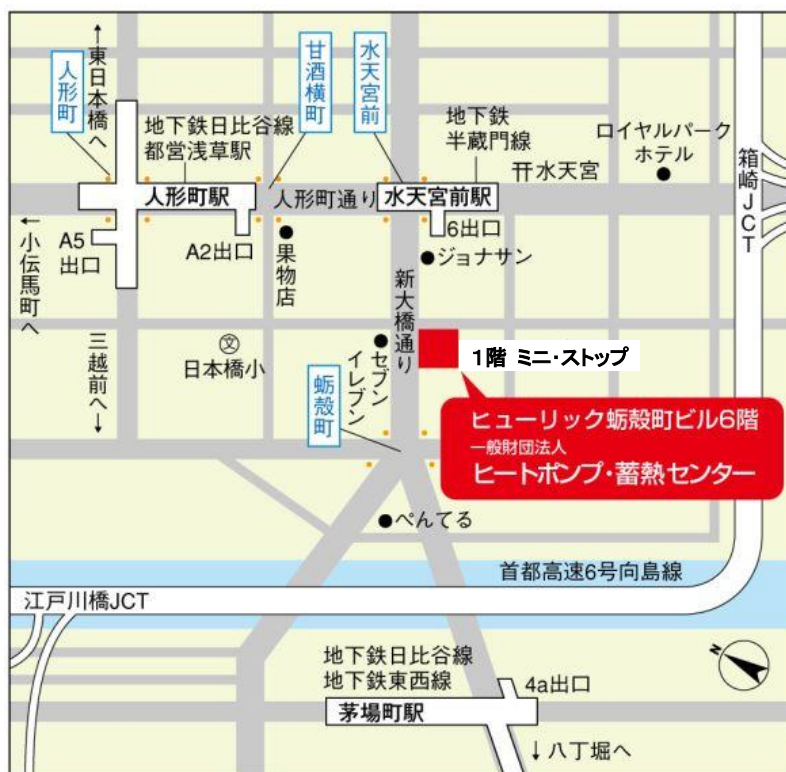 ↑東日本橋へ
人形町
甘酒横町
水天宮前
地下鉄日比谷線
都営浅草駅
地下鉄
半蔵門線
ロイヤルパーク
ホテル
箱崎JCT
水天宮
人形町駅
人形町通り
水天宮前駅
←小伝馬町へ
A5
出口
A2出口
果物店
6出口
ジョナサン
新大橋通り
三越前へ→
文
日本橋小
セブン
イレブン
1階 ミニ・ストップ
蛎殻町
ヒューリック蛎殻町ビル6階
一般財団法人
ヒートポンプ・蓄熱センター
ぺんてる
首都高速6号向島線
江戸川橋JCT
地下鉄日比谷線
地下鉄東西線
4a出口
N
茅場町駅
↓八丁堀へ